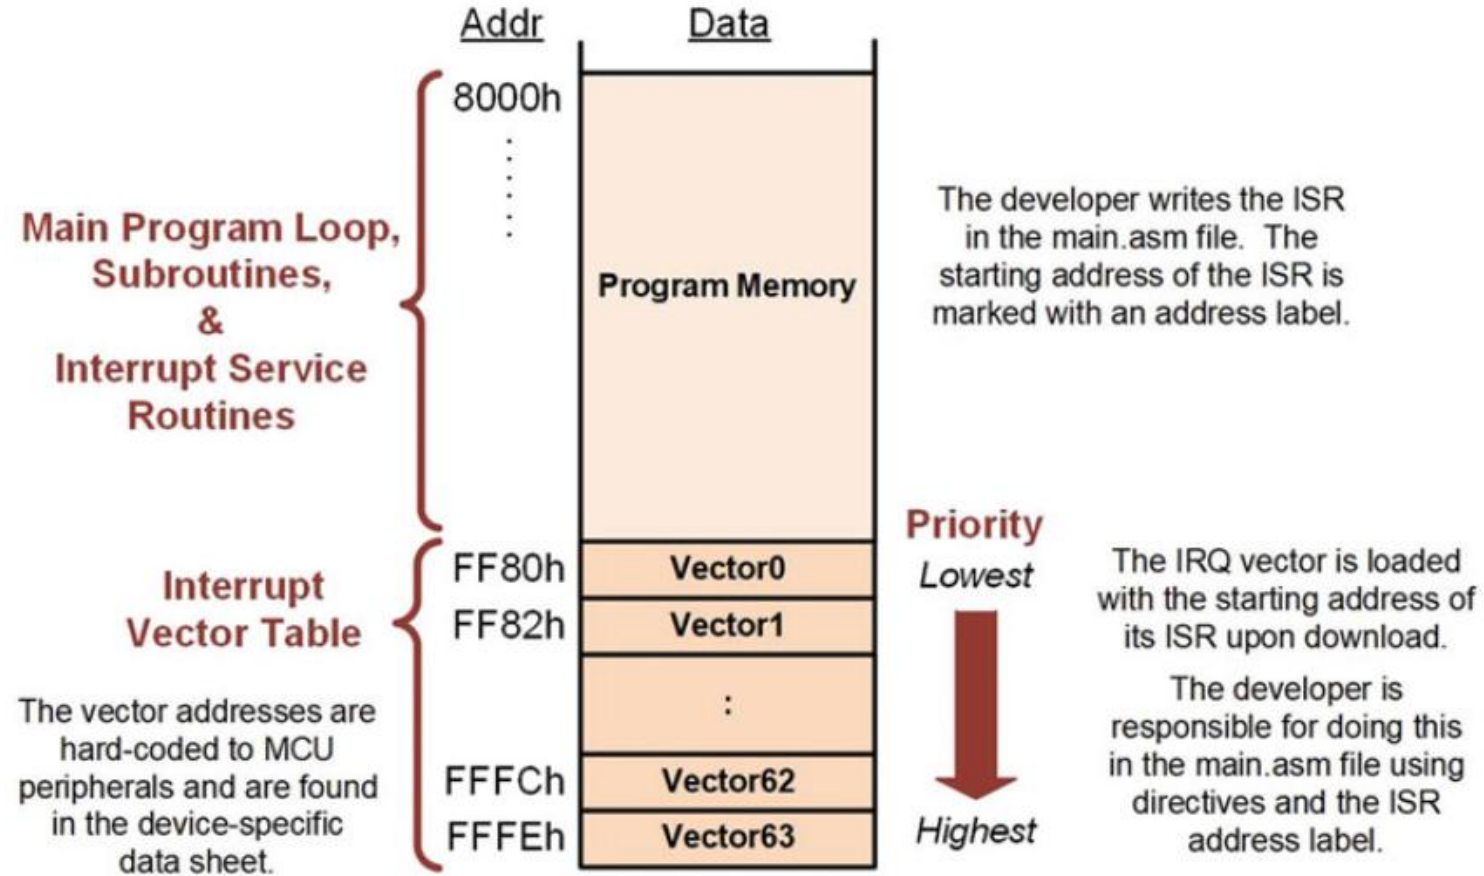 Addr
Data
8000h
Main Program Loop,
Subroutines,
&
Interrupt Service
Routines
Program Memory
The developer writes the ISR
in the main.asm file. The
starting address of the ISR is
marked with an address label.
Interrupt
Vector Table
The vector addresses are
hard-coded to MCU
peripherals and are found
in the device-specific
data sheet.
FF80h
Vector0
FF82h
Vector1
:
FFFCh
Vector62
FFFEh
Vector63
Priority
Lowest
Highest
The IRQ vector is loaded
with the starting address of
its ISR upon download.
The developer is
responsible for doing this
in the main.asm file using
directives and the ISR
address label.